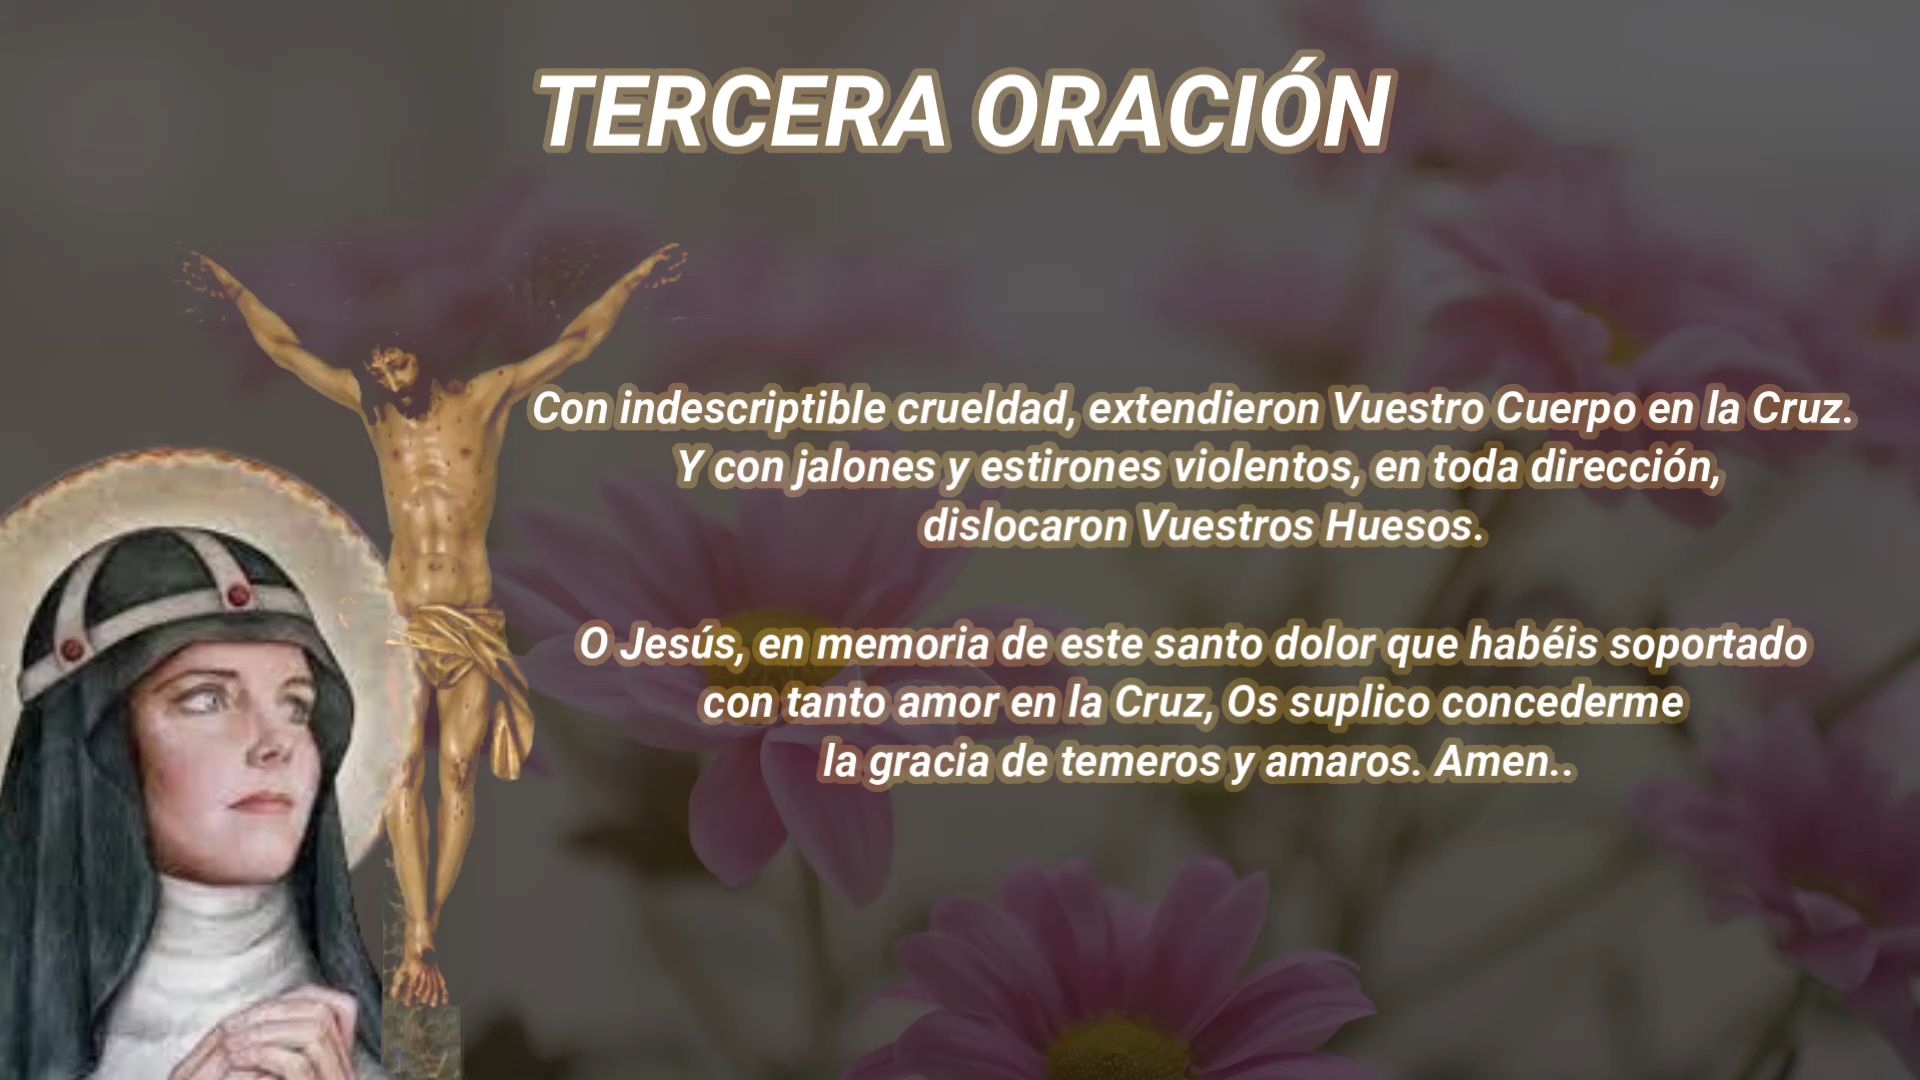 TERCERA ORACIÓN
Con indescriptible crueldad, extendieron Vuestro Cuerpo en la Cruz.
Y con jalones y estirones violentos, en toda dirección,
dislocaron Vuestros Huesos.
O Jesús, en memoria de este santo dolor que habéis soportado
con tanto amor en la Cruz, Os suplico concederme
la gracia de temeros y amaros. Amen..